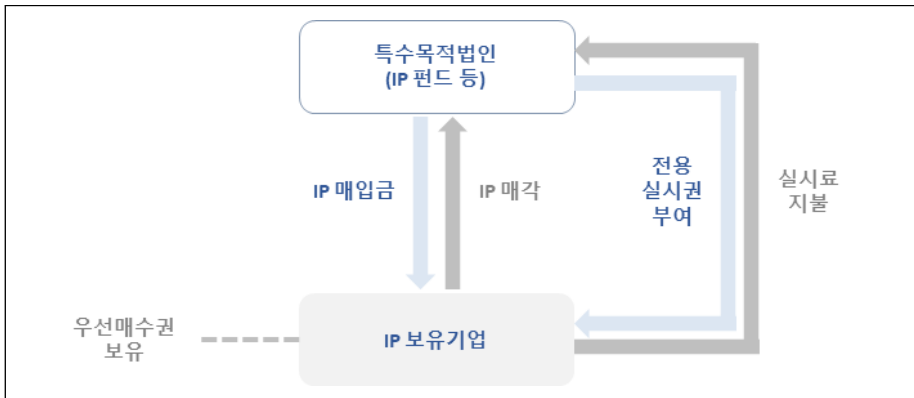 특수목적법인
(IP 펀드 등)
IP 매입금
IP 매각
전용
실시권
부여
실시료
지불
우선매수권
보유
IP 보유기업